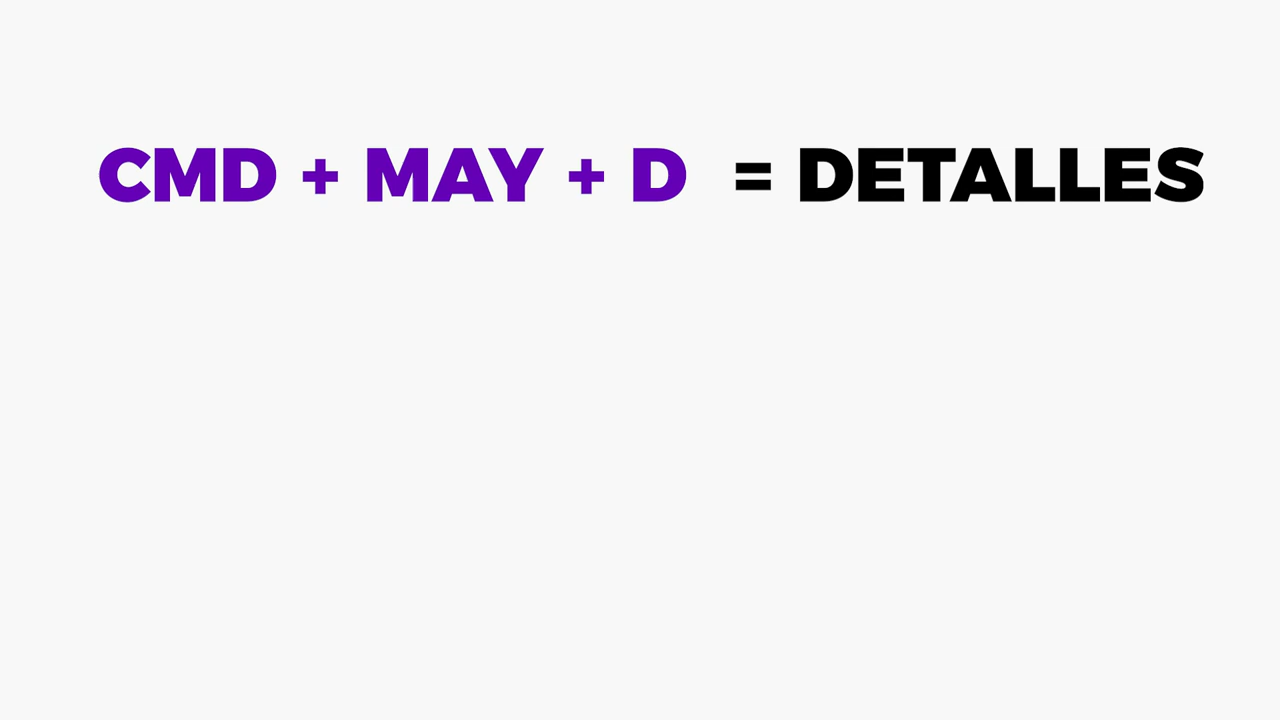 CMD + MAY + D = DETALLES